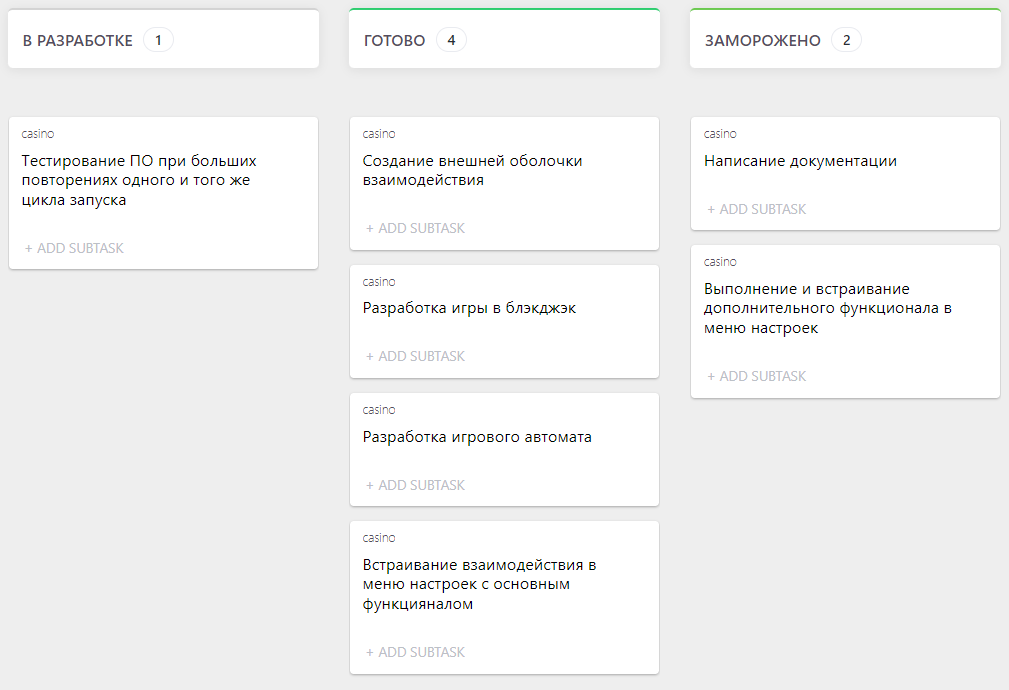 В РАЗРАБОТКЕ 1
casino
Тестирование ПО при больших
повторениях одного и того же
цикла запуска
+ ADD SUBTASK
ГОТОВО 4
casino
Создание внешней оболочки
взаимодействия
+ ADD SUBTASK
casino
Разработка игры в блэкджэк
+ ADD SUBTASK
casino
Разработка игрового автомата
+ ADD SUBTASK
casino
Встраивание взаимодействия в
меню настроек с основным
функцияналом
+ ADD SUBTASK
ЗАМОРОЖЕНО 2
casino
Написание документации
+ ADD SUBTASK
casino
Выполнение и встраивание
дополнительного функционала в
меню настроек
+ ADD SUBTASK